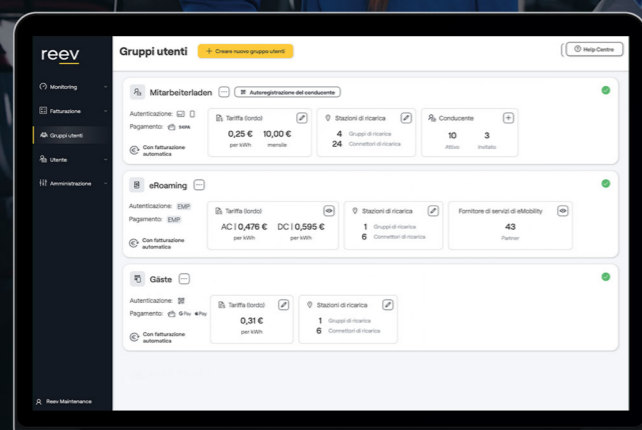 reev
Gruppi utenti
+ Creare nuovo gruppo utenti
Help Centre
Monitoring
Fatturazione
Gruppi utenti
Utente
Amministrazione
Reev Maintenance
Mitarbeiterladen
Autoregistrazione del conducente
Autenticazione:
Pagamento: SEPA
Con fatturazione
automatica
Tariffa (lordo)
0,25 € 10,00 €
per kWh mensile
Stazioni di ricarica
4 Gruppi di ricarica
24 Connettori di ricarica
Conducente
10 3
Attivo Invitato
eRoaming
Autenticazione: EMP
Pagamento: EMP
Con fatturazione
automatica
Tariffa (lordo)
AC | 0,476 € DC | 0,595 €
per kWh per kWh
Stazioni di ricarica
1 Gruppi di ricarica
6 Connettori di ricarica
Fornitore di servizi di eMobility
43
Partner
Gäste
Autenticazione:
Pagamento: G Pay Pay
Con fatturazione
automatica
Tariffa (lordo)
0,31 €
per kWh
Stazioni di ricarica
1 Gruppi di ricarica
6 Connettori di ricarica